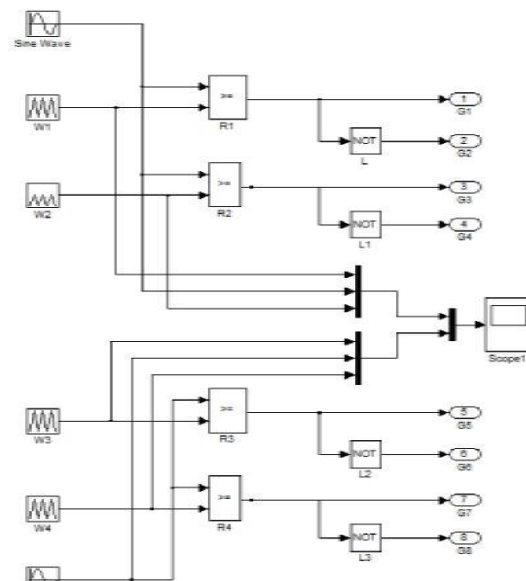 Sine Wave
W1
>=
R1
1
G1
NOT
L
2
G2
W2
>=
R2
3
G3
NOT
L1
4
G4
Scope1
W3
>=
R3
5
G5
NOT
L2
6
G6
W4
>=
R4
7
G7
NOT
L3
8
G8